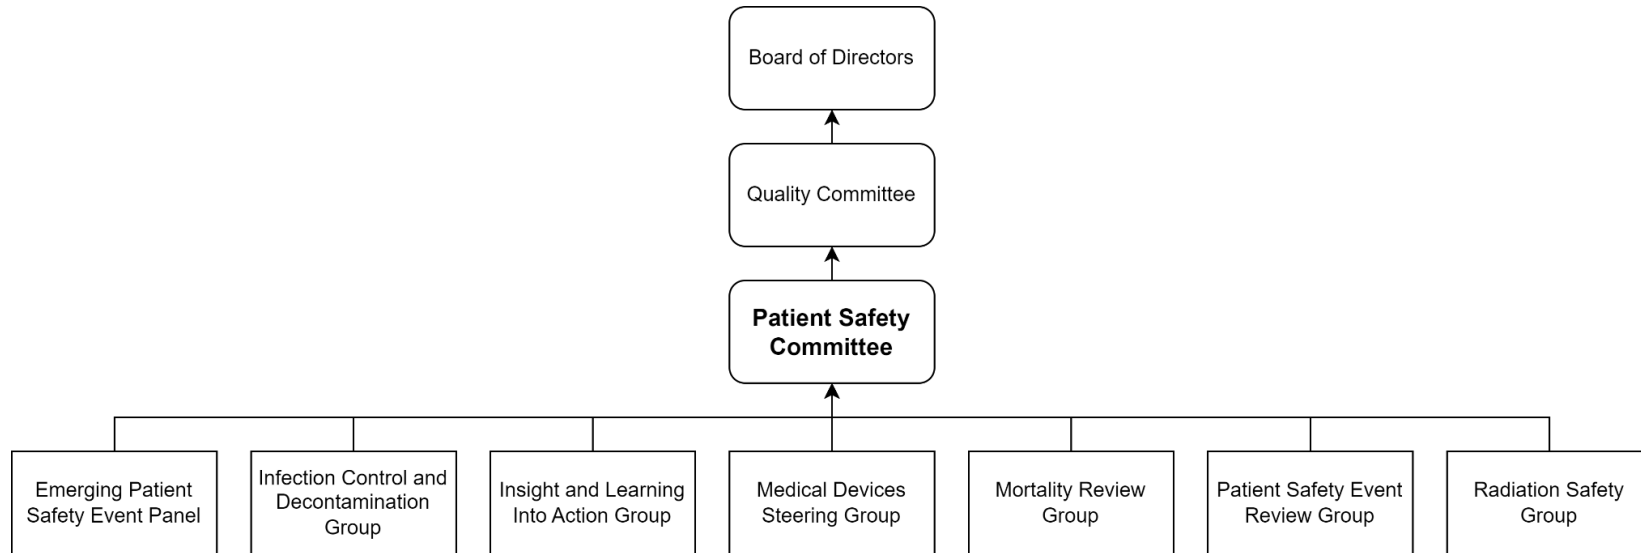 Board of Directors
Quality Committee
Patient Safety
Committee
Emerging Patient
Safety Event Panel
Infection Control and
Decontamination
Group
Insight and Learning
Into Action Group
Medical Devices
Steering Group
Mortality Review
Group
Patient Safety Event
Review Group
Radiation Safety
Group